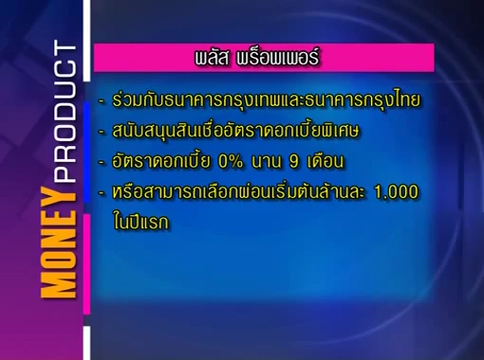 MONEY PRODUCT
พลัส พร็อพเพอร์
- ร่วมกับธนาคารกรุงเทพและธนาคารกรุงไทย
- สนับสนุนสินเชื่ออัตราดอกเบี้ยพิเศษ
- อัตราดอกเบี้ย 0% นาน 9 เดือน
- หรือสามารถเลือกผ่อนเริ่มต้นล้านละ 1,000
ในปีแรก